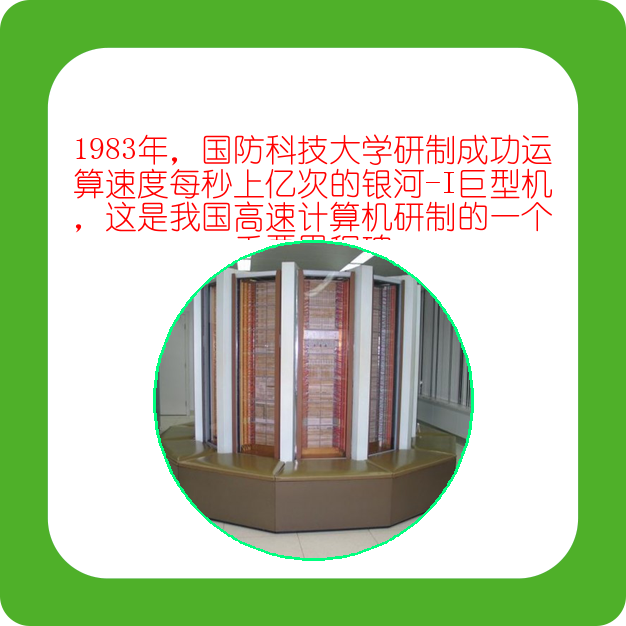 1983年，国防科技大学研制成功运
算速度每秒上亿次的银河-I巨型机
，这是我国高速计算机研制的一个